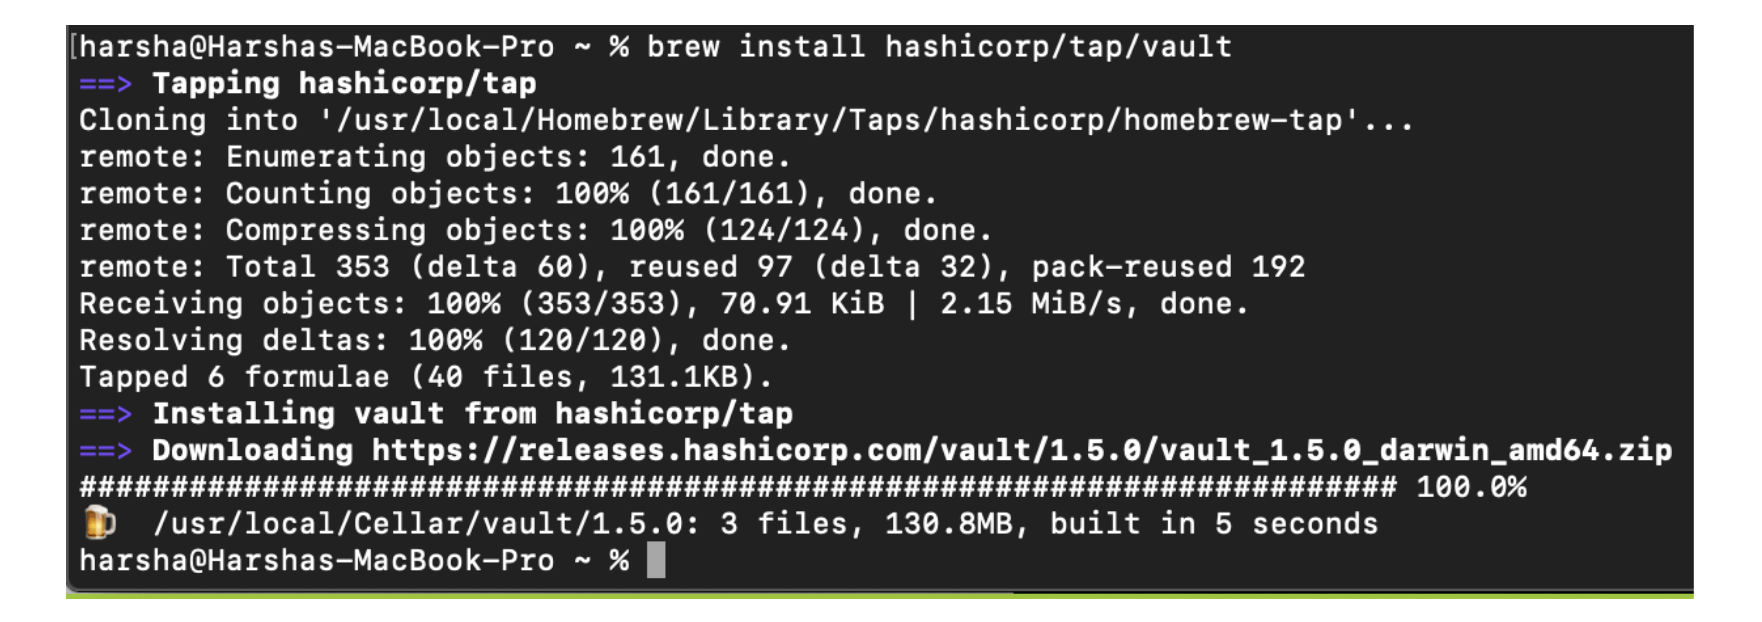 [harsha@Harshas-MacBook-Pro ~ % brew install hashicorp/tap/vault
==> Tapping hashicorp/tap
Cloning into '/usr/local/Homebrew/Library/Taps/hashicorp/homebrew-tap'...
remote: Enumerating objects: 161, done.
remote: Counting objects: 100% (161/161), done.
remote: Compressing objects: 100% (124/124), done.
remote: Total 353 (delta 60), reused 97 (delta 32), pack-reused 192
Receiving objects: 100% (353/353), 70.91 KiB | 2.15 MiB/s, done.
Resolving deltas: 100% (120/120), done.
Tapped 6 formulae (40 files, 131.1KB).
==> Installing vault from hashicorp/tap
==> Downloading https://releases.hashicorp.com/vault/1.5.0/vault_1.5.0_darwin_amd64.zip
######################################################################## 100.0%
🍺 /usr/local/Cellar/vault/1.5.0: 3 files, 130.8MB, built in 5 seconds
harsha@Harshas-MacBook-Pro ~ %